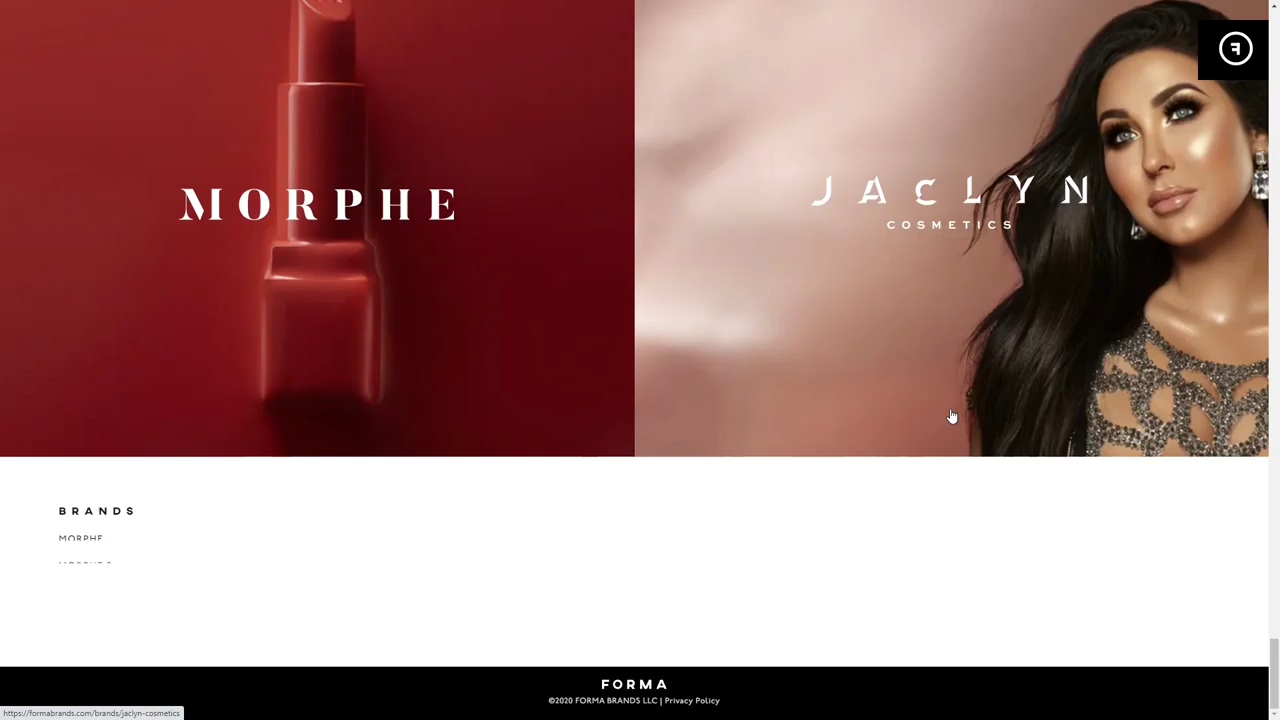 MORPHE
JACLYN
COSMETICS
BRANDS
MORPHE
FORMA
©2020 FORMA BRANDS LLC | Privacy Policy
https://formabrands.com/brands/jaclyn-cosmetics